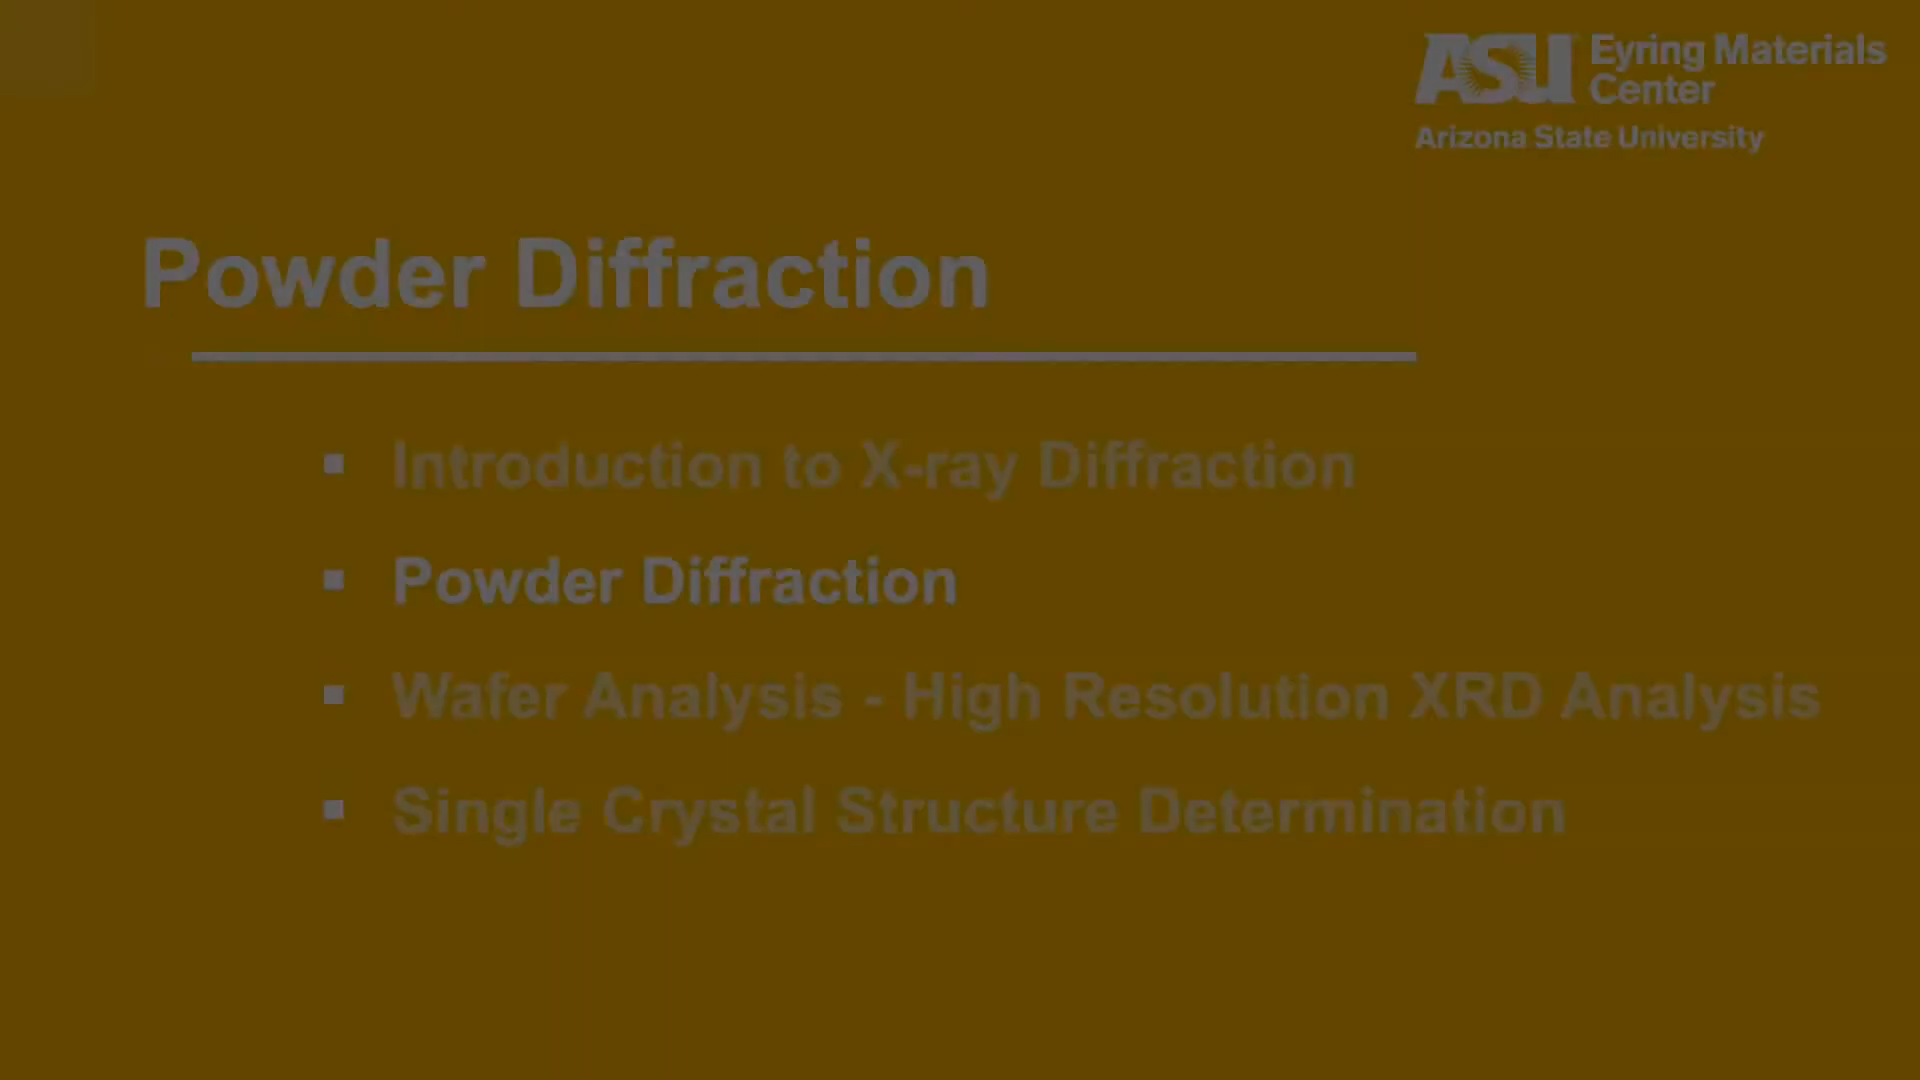 ASU Eyring Materials
Center
Arizona State University
Powder Diffraction
▪ Introduction to X-ray Diffraction
▪ Powder Diffraction
▪ Wafer Analysis - High Resolution XRD Analysis
▪ Single Crystal Structure Determination